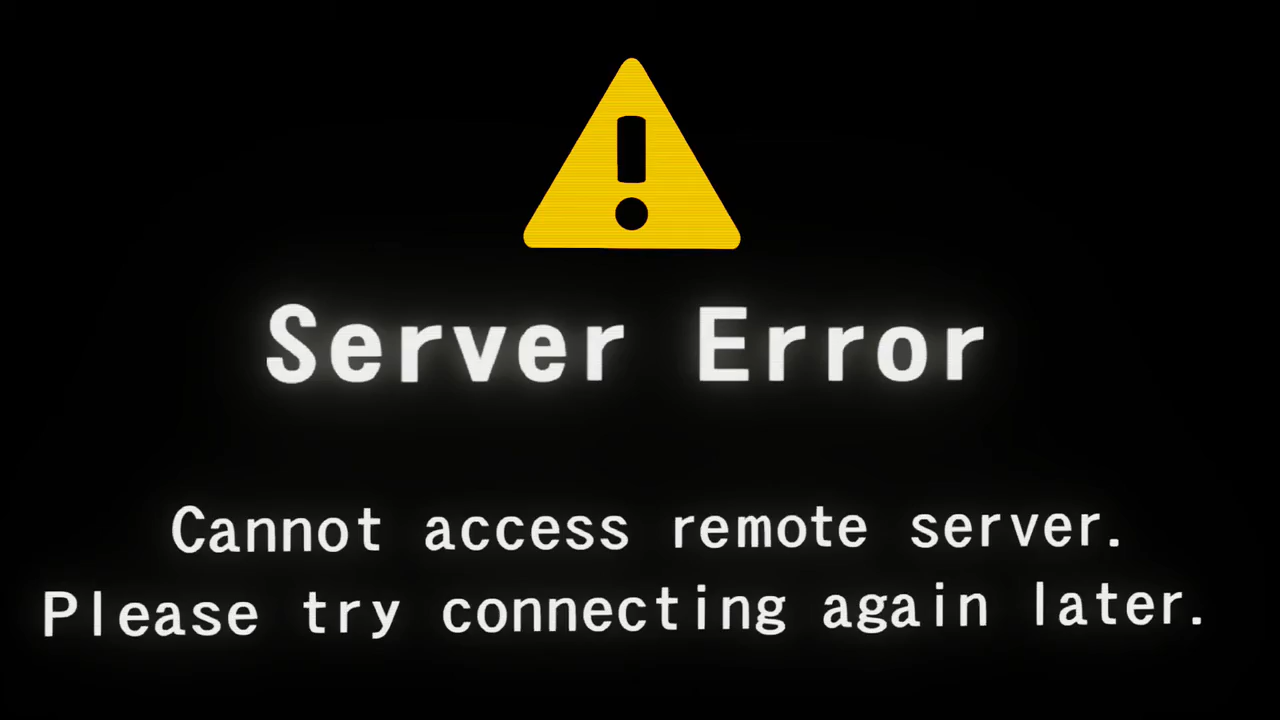 Server Error
Cannot access remote server.
Please try connecting again later.